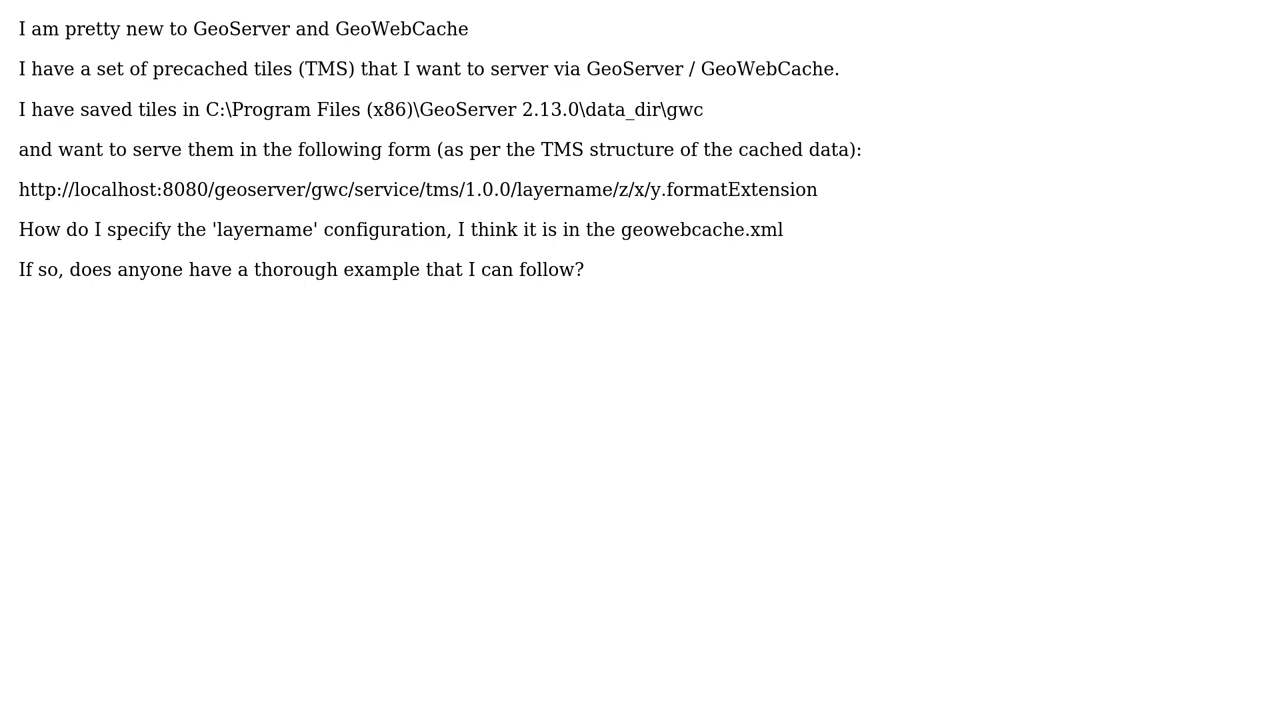 I am pretty new to GeoServer and GeoWebCache
I have a set of precached tiles (TMS) that I want to server via GeoServer / GeoWebCache.
I have saved tiles in C:\Program Files (x86)\GeoServer 2.13.0\data_dir\gwc
and want to serve them in the following form (as per the TMS structure of the cached data):
http://localhost:8080/geoserver/gwc/service/tms/1.0.0/layername/z/x/y.formatExtension
How do I specify the 'layername' configuration, I think it is in the geowebcache.xml
If so, does anyone have a thorough example that I can follow?